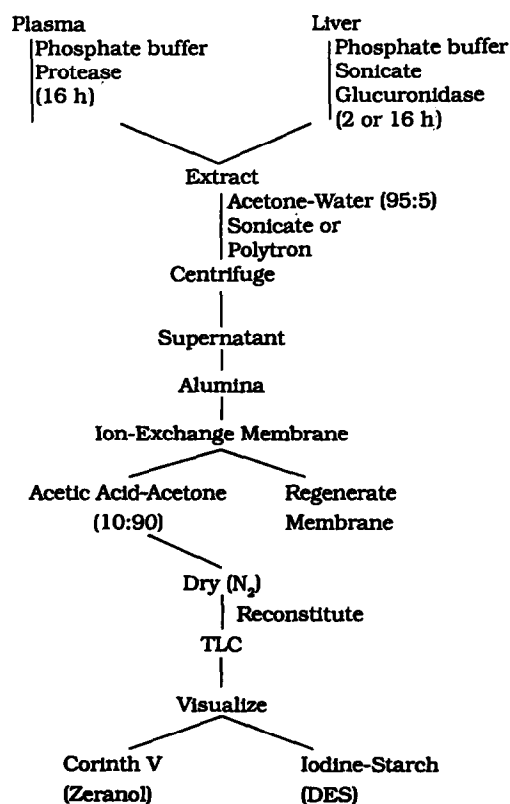 Plasma
Phosphate buffer
Protease
(16 h)
Liver
Phosphate buffer
Sonicate
Glucuronidase
(2 or 16 h)
Extract
Acetone-Water (95:5)
Sonicate or
Polytron
Centrifuge
Supernatant
Alumina
Ion-Exchange Membrane
Acetic Acid-Acetone
(10:90)
Regenerate
Membrane
Dry (N₂)
Reconstitute
TLC
Visualize
Corinth V
(Zeranol)
Iodine-Starch
(DES)